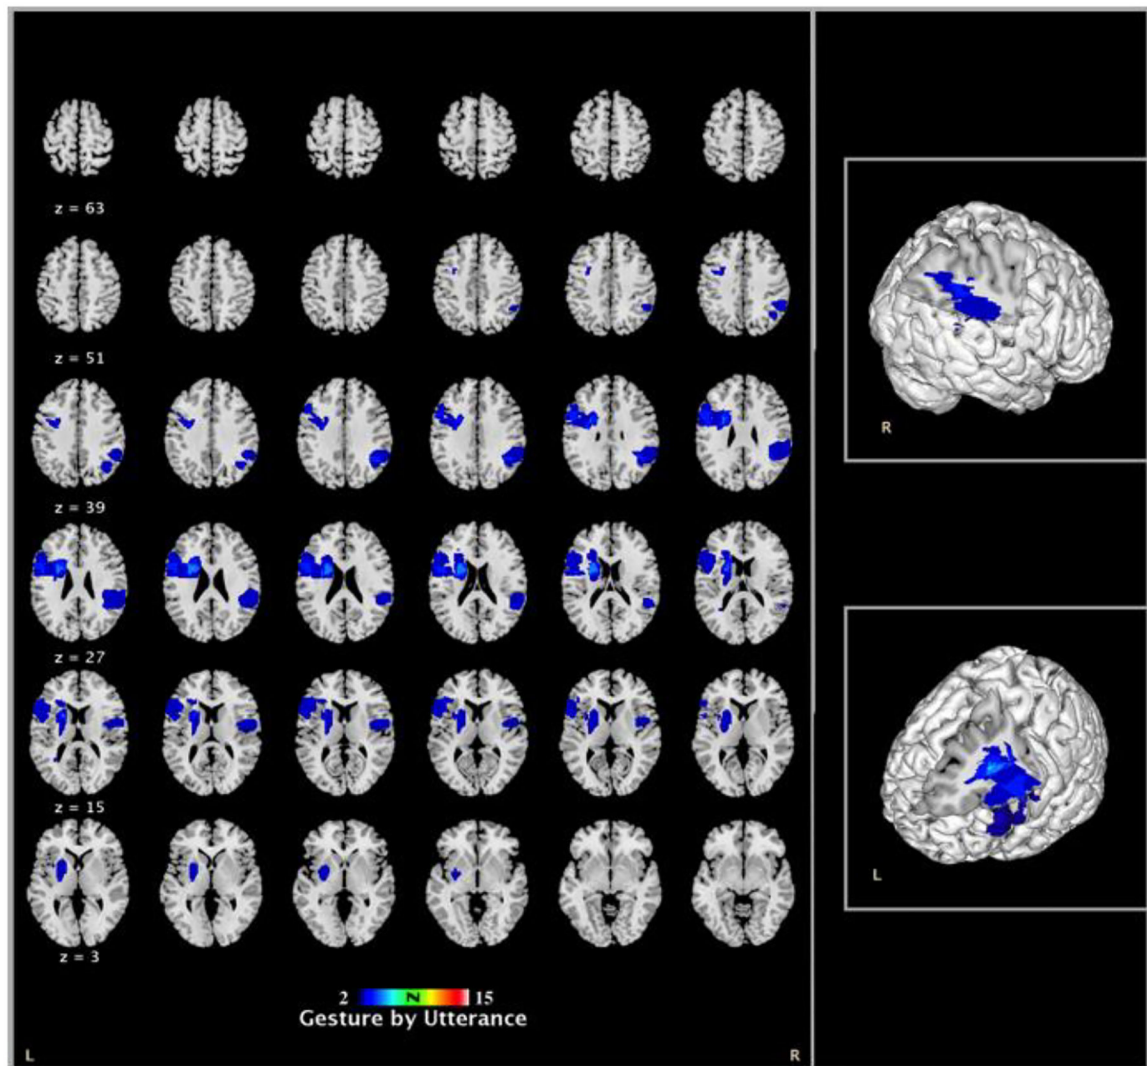 z = 63
z = 51
z = 39
z = 27
z = 15
z = 3
2 N 15
Gesture by Utterance
L R
R
L